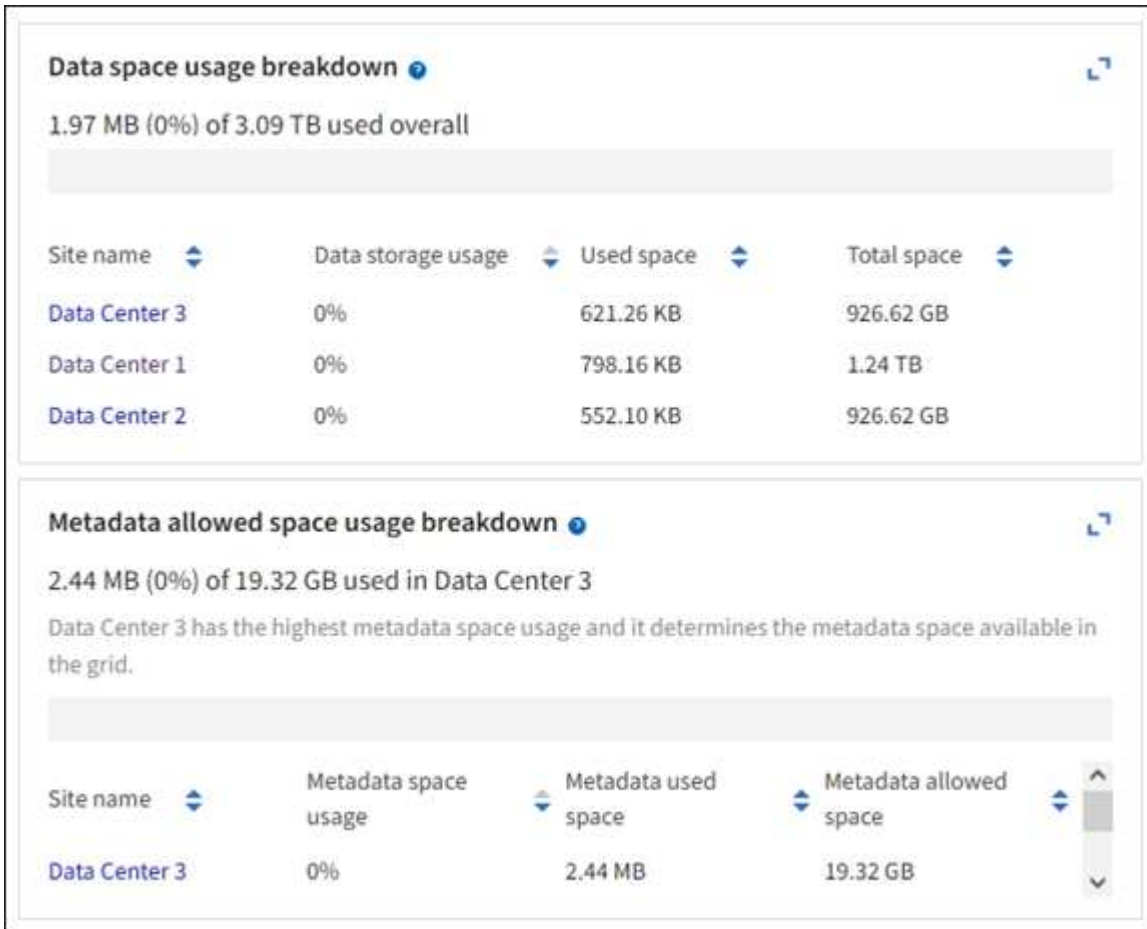 Data space usage breakdown
1.97 MB (0%) of 3.09 TB used overall
Site name Data storage usage Used space Total space
Data Center 3 0% 621.26 KB 926.62 GB
Data Center 1 0% 798.16 KB 1.24 TB
Data Center 2 0% 552.10 KB 926.62 GB
Metadata allowed space usage breakdown
2.44 MB (0%) of 19.32 GB used in Data Center 3
Data Center 3 has the highest metadata space usage and it determines the metadata space available in
the grid.
Site name Metadata space usage Metadata used space Metadata allowed space
Data Center 3 0% 2.44 MB 19.32 GB